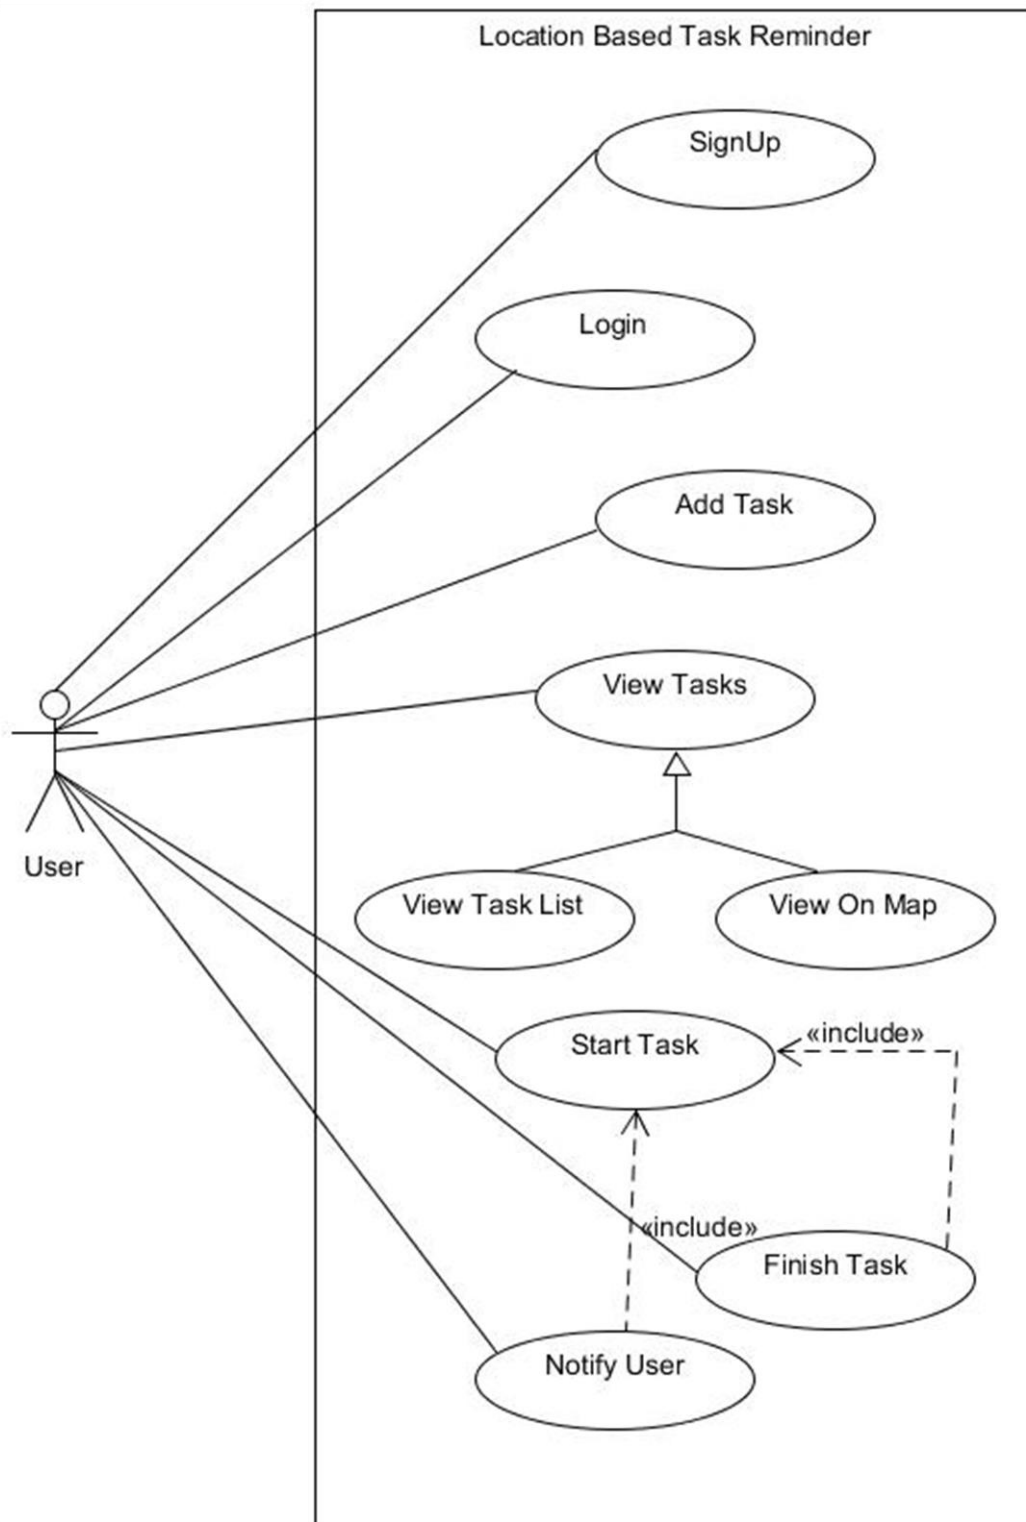 Location Based Task Reminder
SignUp
Login
Add Task
View Tasks
User
View Task List
View On Map
Start Task
«include»
«include»
Finish Task
Notify User